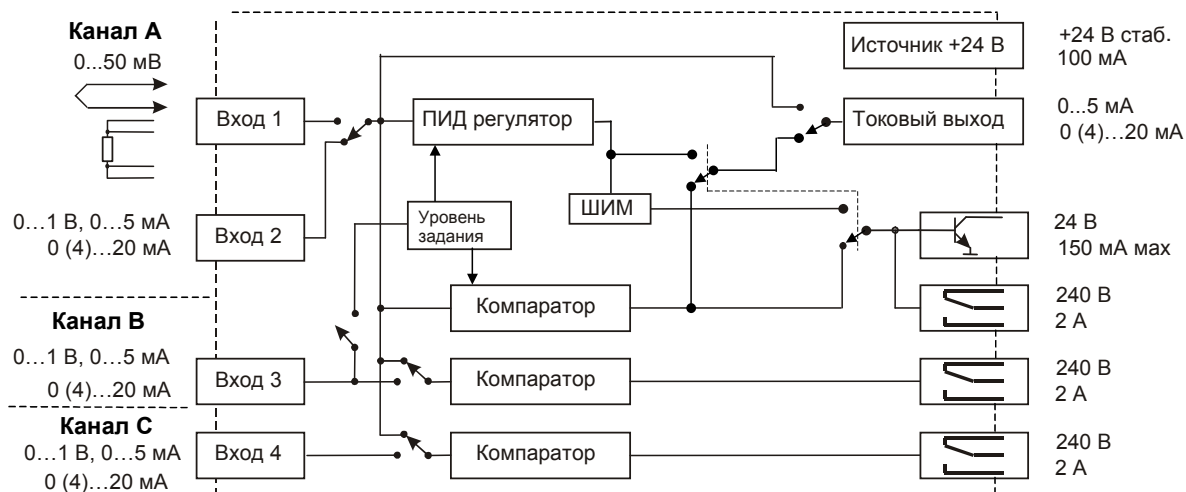 Канал А
0...50 мВ
Вход 1
0…1 В, 0…5 мА
0 (4)…20 мА
Вход 2
Канал В
0…1 В, 0…5 мА
0 (4)…20 мА
Вход 3
Канал С
0…1 В, 0…5 мА
0 (4)…20 мА
Вход 4
ПИД регулятор
ШИМ
Уровень
задания
Компаратор
Компаратор
Компаратор
Источник +24 В
+24 В стаб.
100 мА
Токовый выход
0...5 мА
0 (4)…20 мА
24 В
150 мА мах
240 В
2 А
240 В
2 А
240 В
2 А